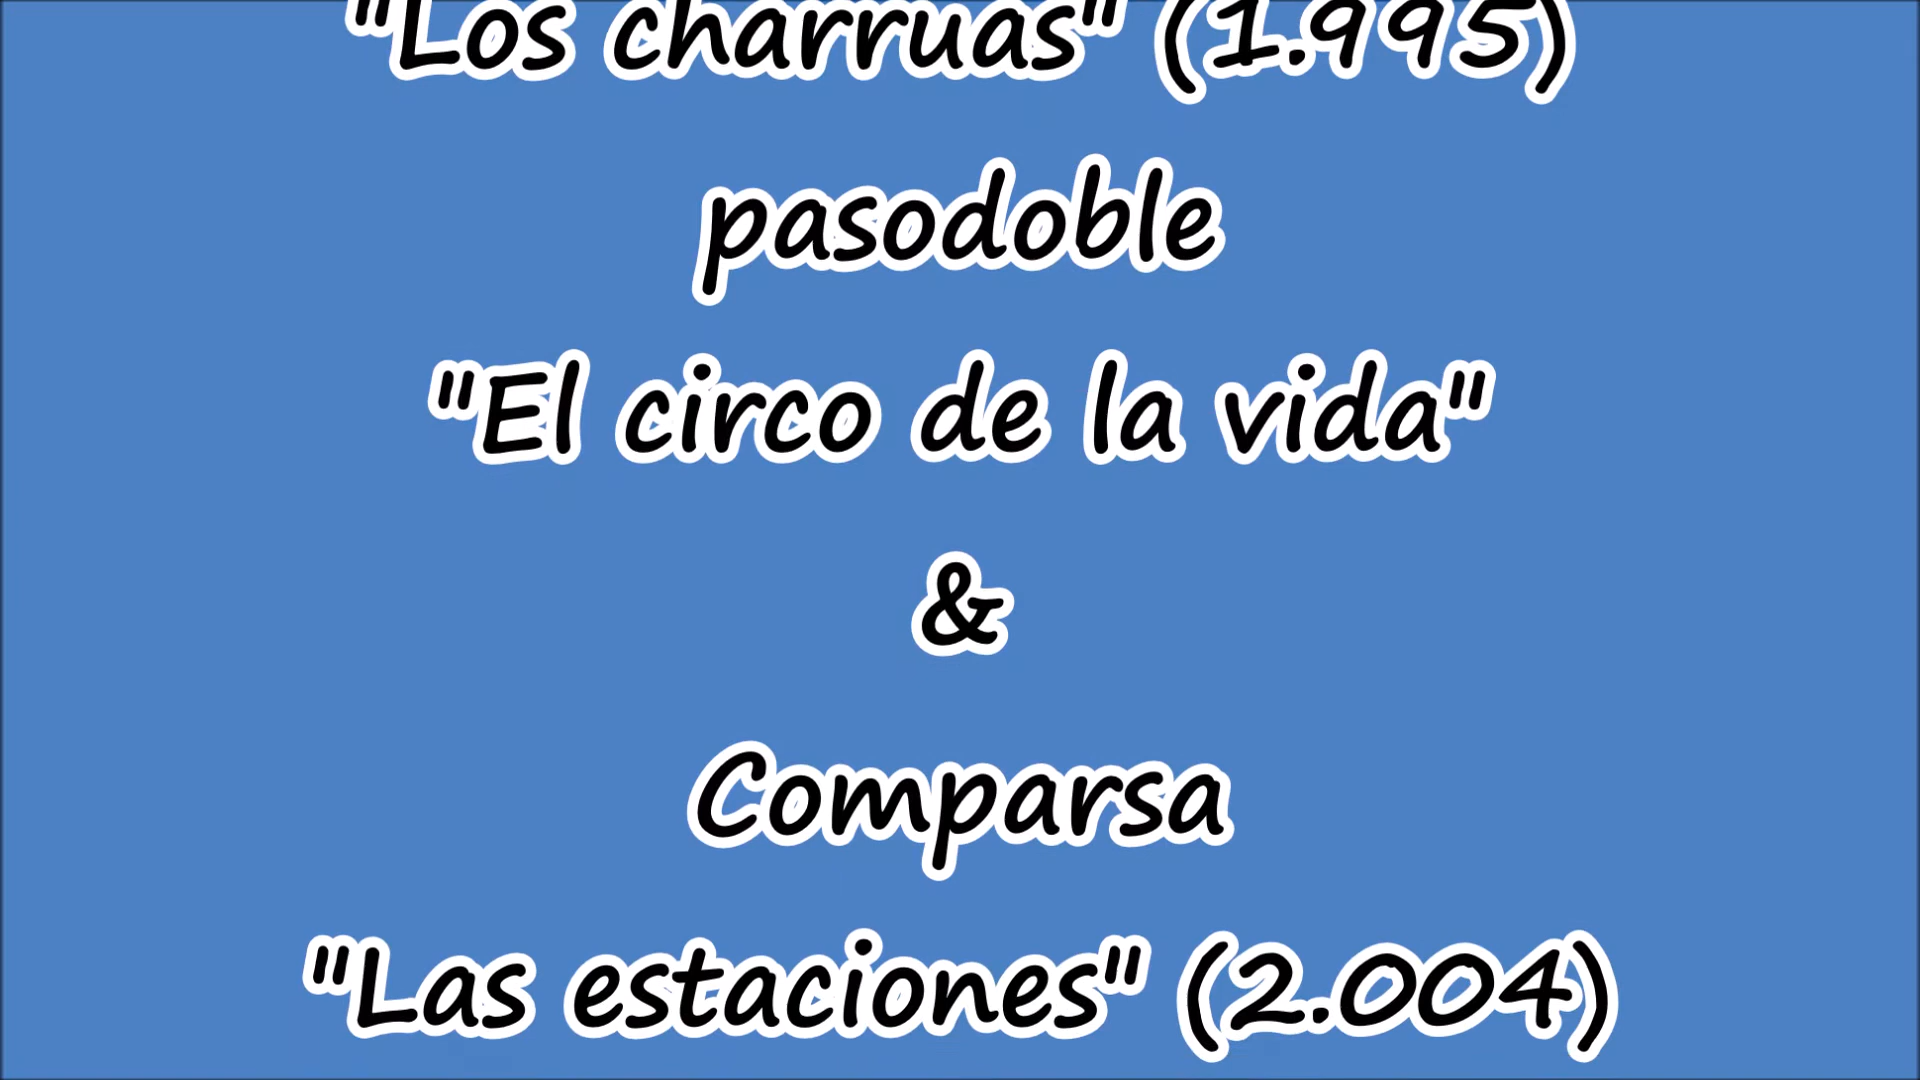 "Los charruas" (1.995)
pasodoble
"El circo de la vida"
&
Comparsa
"Las estaciones" (2.004)